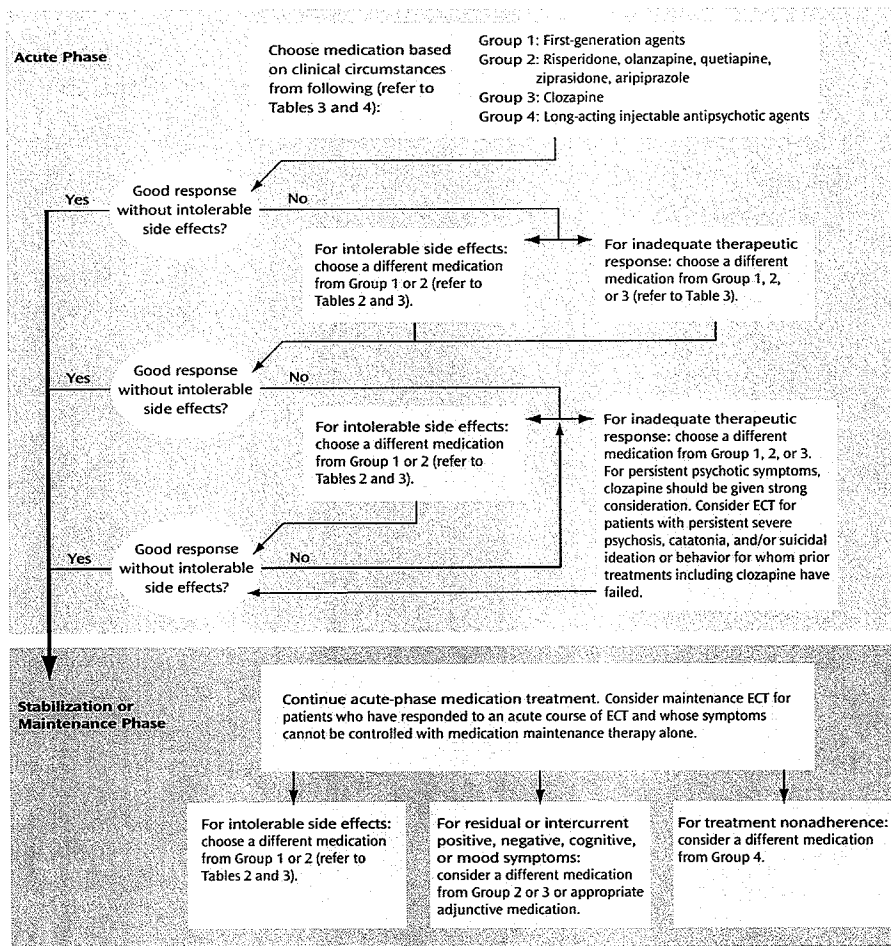 Acute Phase
Choose medication based
on clinical circumstances
from following (refer to
Tables 3 and 4):
Group 1: First-generation agents
Group 2: Risperidone, olanzapine, quetiapine,
ziprasidone, aripiprazole
Group 3: Clozapine
Group 4: Long-acting injectable antipsychotic agents
Yes
Good response
without intolerable
side effects?
No
For intolerable side effects:
choose a different medication
from Group 1 or 2 (refer to
Tables 2 and 3).
For inadequate therapeutic
response: choose a different
medication from Group 1, 2,
or 3 (refer to Table 3).
Yes
Good response
without intolerable
side effects?
No
For intolerable side effects:
choose a different medication
from Group 1 or 2 (refer to
Tables 2 and 3).
For inadequate therapeutic
response: choose a different
medication from Group 1, 2, or 3.
For persistent psychotic symptoms,
clozapine should be given strong
consideration. Consider ECT for
patients with persistent severe
psychosis, catatonia, and/or suicidal
ideation or behavior for whom prior
treatments including clozapine have
failed.
Yes
Good response
without intolerable
side effects?
No
Stabilization or
Maintenance Phase
Continue acute-phase medication treatment. Consider maintenance ECT for
patients who have responded to an acute course of ECT and whose symptoms
cannot be controlled with medication maintenance therapy alone.
For intolerable side effects:
choose a different medication
from Group 1 or 2 (refer to
Tables 2 and 3).
For residual or intercurrent
positive, negative, cognitive,
or mood symptoms:
consider a different medication
from Group 2 or 3 or appropriate
adjunctive medication.
For treatment nonadherence:
consider a different medication
from Group 4.